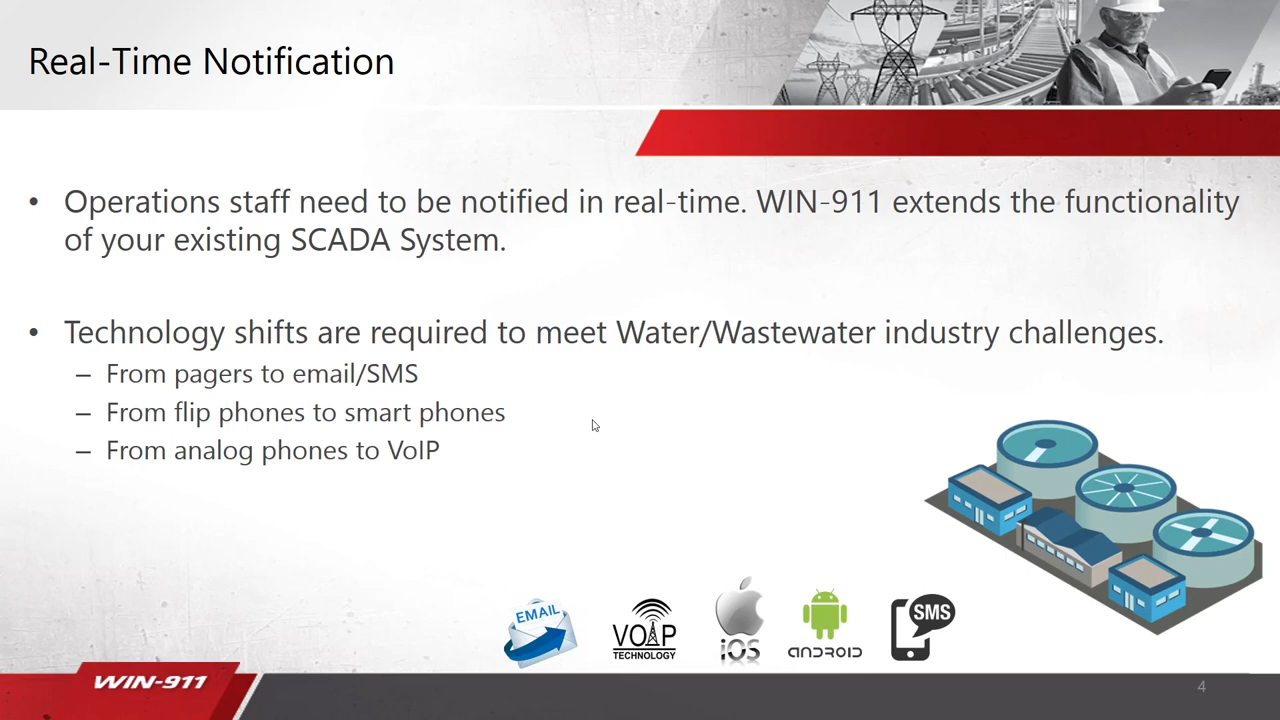 Real-Time Notification
• Operations staff need to be notified in real-time. WIN-911 extends the functionality
of your existing SCADA System.
• Technology shifts are required to meet Water/Wastewater industry challenges.
– From pagers to email/SMS
– From flip phones to smart phones
– From analog phones to VoIP
EMAIL
VOIP
TECHNOLOGY
iOS
ANDROID
SMS
WIN-911
4